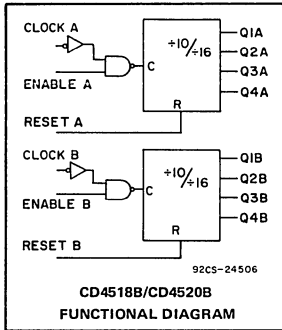 CLOCK A
ENABLE A
C
÷10/÷16
R
Q1A
Q2A
Q3A
Q4A
RESET A
CLOCK B
ENABLE B
C
÷10/÷16
R
Q1B
Q2B
Q3B
Q4B
RESET B
92CS-24506
CD4518B/CD4520B
FUNCTIONAL DIAGRAM